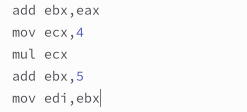 add ebx,eax
mov ecx,4
mul ecx
add ebx,5
mov edi,ebx